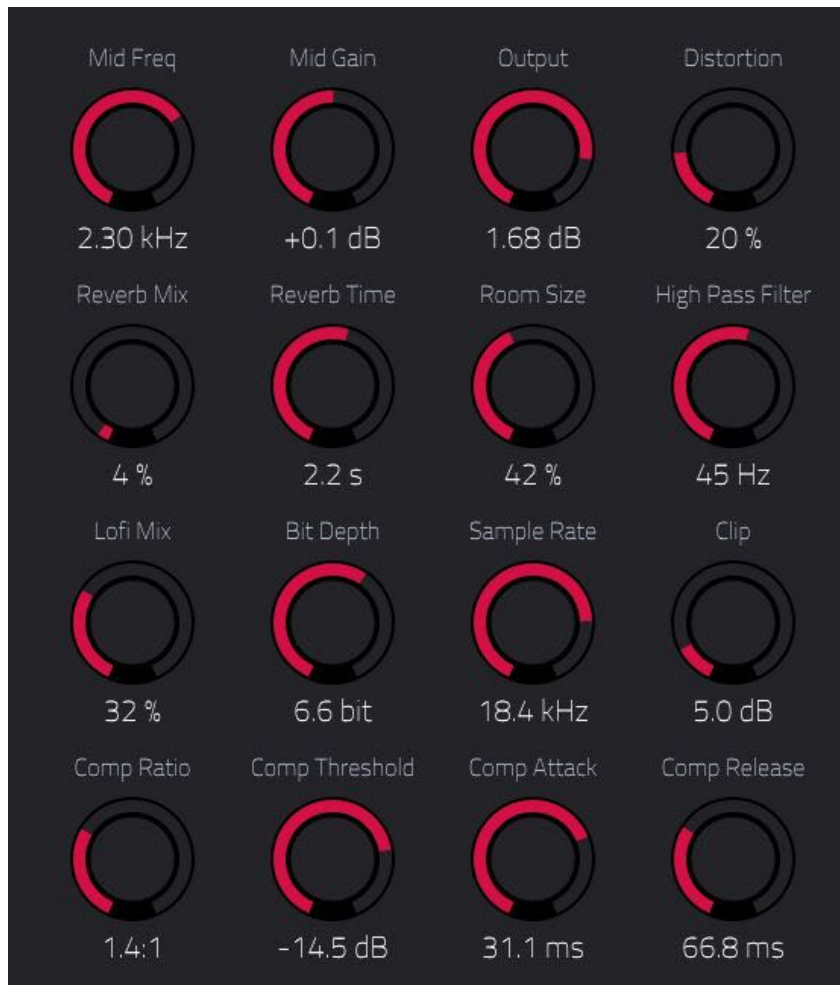 Mid Freq Mid Gain Output Distortion
2.30 kHz +0.1 dB 1.68 dB 20 %
Reverb Mix Reverb Time Room Size High Pass Filter
4 % 2.2 s 42 % 45 Hz
Lofi Mix Bit Depth Sample Rate Clip
32 % 6.6 bit 18.4 kHz 5.0 dB
Comp Ratio Comp Threshold Comp Attack Comp Release
1.4:1 -14.5 dB 31.1 ms 66.8 ms